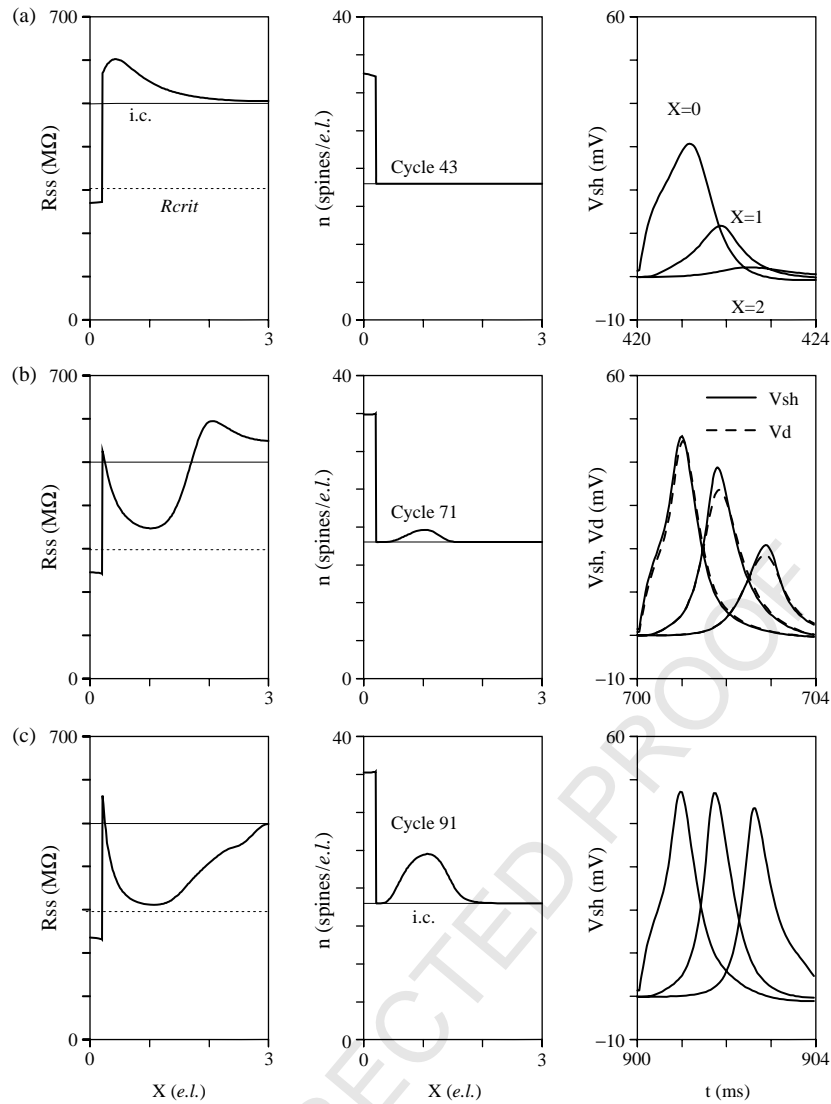 (a)
700
Rss (MΩ)
i.c.
Rcrit
0
0
3
40
n (spines/e.l.)
Cycle 43
0
0
3
60
Vsh (mV)
X=0
X=1
X=2
−10
420
424
(b)
700
Rss (MΩ)
0
0
3
40
n (spines/e.l.)
Cycle 71
0
0
3
60
Vsh, Vd (mV)
Vsh
Vd
−10
700
704
(c)
700
Rss (MΩ)
0
0
3
X (e.l.)
40
n (spines/e.l.)
Cycle 91
i.c.
0
0
3
X (e.l.)
60
Vsh (mV)
−10
900
904
t (ms)
RECTED PROOF